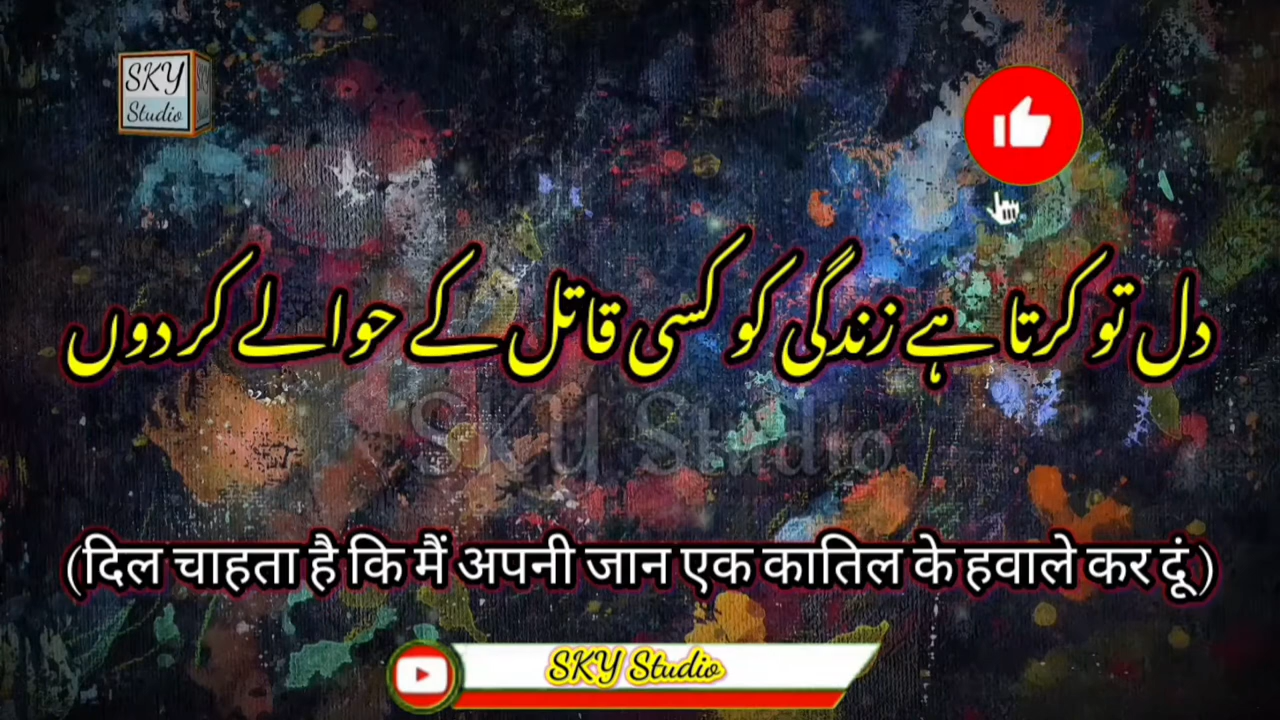 SKY
Studio
دل تو کرتا ہے زندگی کو کسی قاتل کے حوالے کر دوں
SKY Studio
(दिल चाहता है कि मैं अपनी जान एक कातिल के हवाले कर दूं )
SKY Studio